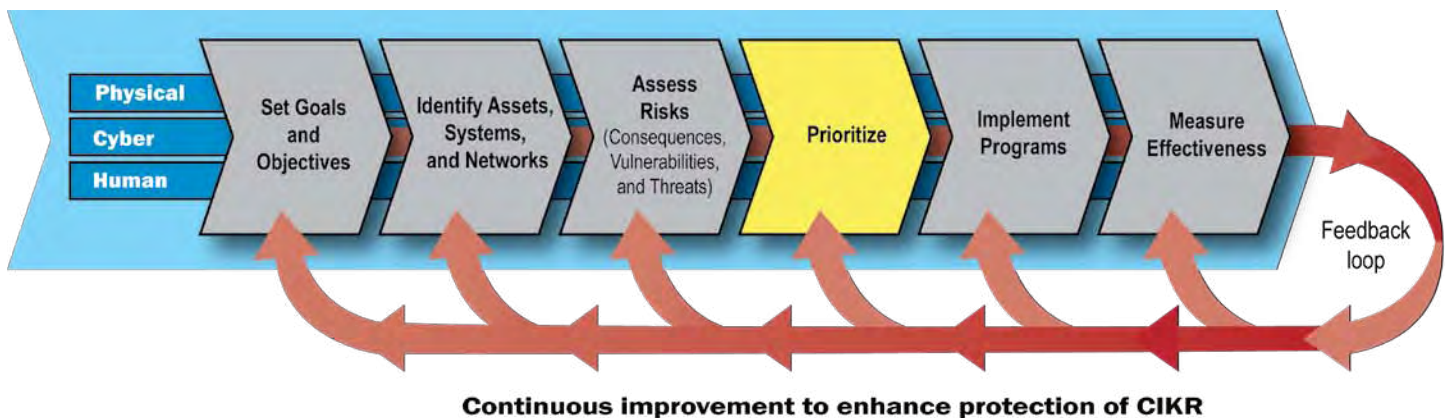 Physical
Cyber
Human
Set Goals
and
Objectives
Identify Assets,
Systems,
and Networks
Assess
Risks
(Consequences,
Vulnerabilities,
and Threats)
Prioritize
Implement
Programs
Measure
Effectiveness
Feedback
loop
Continuous improvement to enhance protection of CIKR